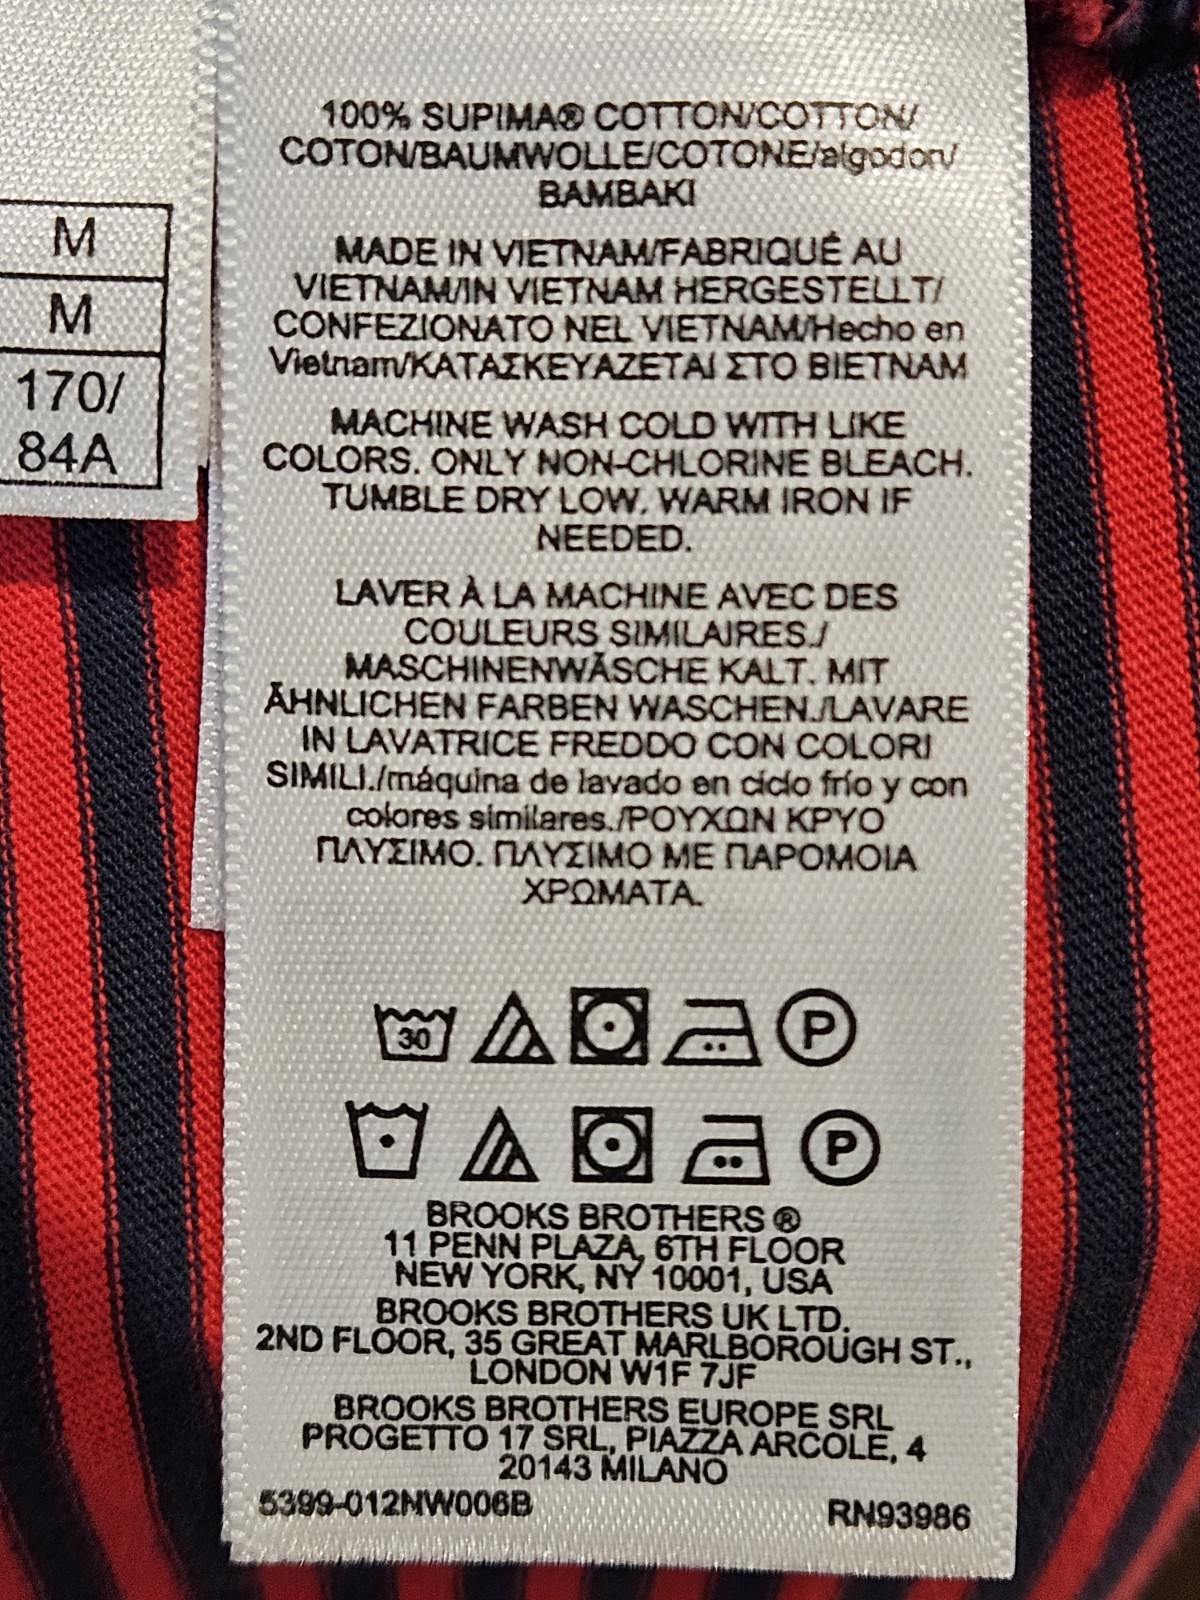 M
M
170/
84A
100% SUPIMA® COTTON/COTTON/
COTON/BAUMWOLLE/COTONE/algodon/
BAMBAKI
MADE IN VIETNAM/FABRIQUÉ AU
VIETNAM/IN VIETNAM HERGESTELLT/
CONFEZIONATO NEL VIETNAM/Hecho en
Vietnam/ΚΑΤΑΣΚΕΥΑΖΕΤΑΙ ΣΤΟ ΒΙΕΤΝΑΜ
MACHINE WASH COLD WITH LIKE
COLORS. ONLY NON-CHLORINE BLEACH.
TUMBLE DRY LOW. WARM IRON IF
NEEDED.
LAVER À LA MACHINE AVEC DES
COULEURS SIMILAIRES./
MASCHINENWÄSCHE KALT. MIT
ÄHNLICHEN FARBEN WASCHEN./LAVARE
IN LAVATRICE FREDDO CON COLORI
SIMILI./máquina de lavado en ciclo frío y con
colores similares./ΡΟΥΧΩΝ ΚΡΥΟ
ΠΛΥΣΙΜΟ. ΠΛΥΣΙΜΟ ΜΕ ΠΑΡΟΜΟΙΑ
ΧΡΩΜΑΤΑ.
30 P
P
BROOKS BROTHERS ®
11 PENN PLAZA, 6TH FLOOR
NEW YORK, NY 10001, USA
BROOKS BROTHERS UK LTD.
2ND FLOOR, 35 GREAT MARLBOROUGH ST.,
LONDON W1F 7JF
BROOKS BROTHERS EUROPE SRL
PROGETTO 17 SRL, PIAZZA ARCOLE, 4
20143 MILANO
5399-012NW006B RN93986